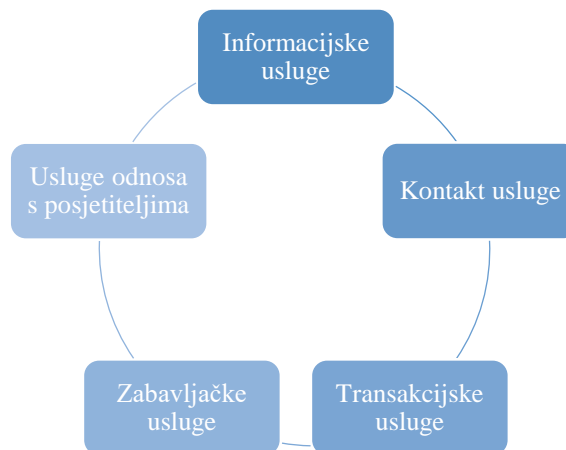 Informacijske
usluge
Kontakt usluge
Transakcijske
usluge
Zabavljačke
usluge
Usluge odnosa
s posjetiteljima